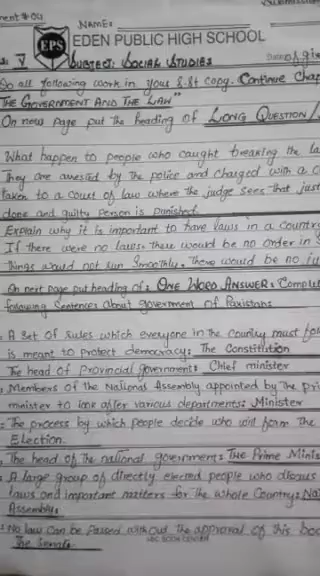 ment # 04
NAME:
EPS
EDEN PUBLIC HIGH SCHOOL
V SUBJECT: SOCIAL STUDIES
Do all following work in your S.St copy. Continue Chap
THE GOVERNMENT AND THE LAW"
On new page put the heading of LONG QUESTION/
What happen to people who caught breaking the la
They are arrested by the police and charged with a c
taken to a court of law where the judge sees that just
done and guilty person is punished.
Explain why it is important to have laws in a countr
If there were no laws there would be no order in s
things would not run smoothly. There would be no ju
On next page put heading of: ONE WORD ANSWER: Complet
following sentences about government of Pakistan:
A set of rules which everyone in the country must fol
is meant to protect democracy: The Constitution
The head of Provincial government: Chief minister
Members of the National Assembly appointed by the pri
minister to look after various departments: Minister
The process by which people decide who will form the
Election.
The head of the national government: The Prime Minis
A large group of directly elected people who discus
laws and important matters for the whole Country: Na
Assembly:
No law can be passed without the approval of this bo
The Senate.
ABC BOOK CENTER